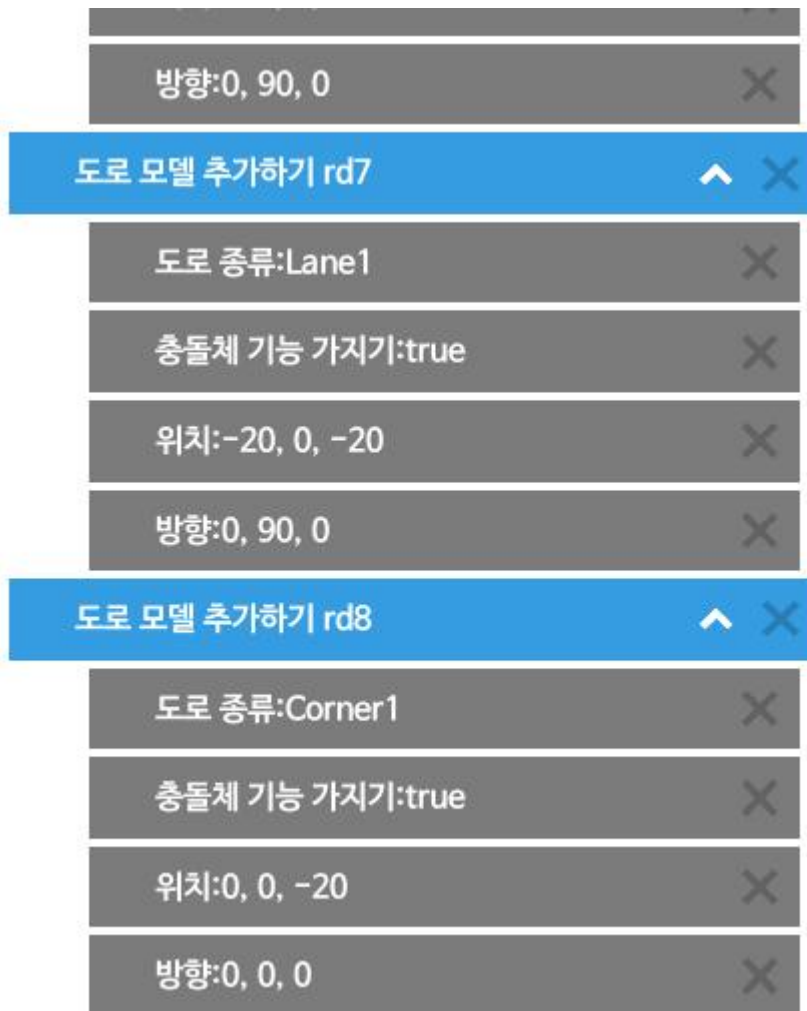 방향:0, 90, 0
도로 모델 추가하기 rd7
도로 종류:Lane1
충돌체 기능 가지기:true
위치:-20, 0, -20
방향:0, 90, 0
도로 모델 추가하기 rd8
도로 종류:Corner1
충돌체 기능 가지기:true
위치:0, 0, -20
방향:0, 0, 0